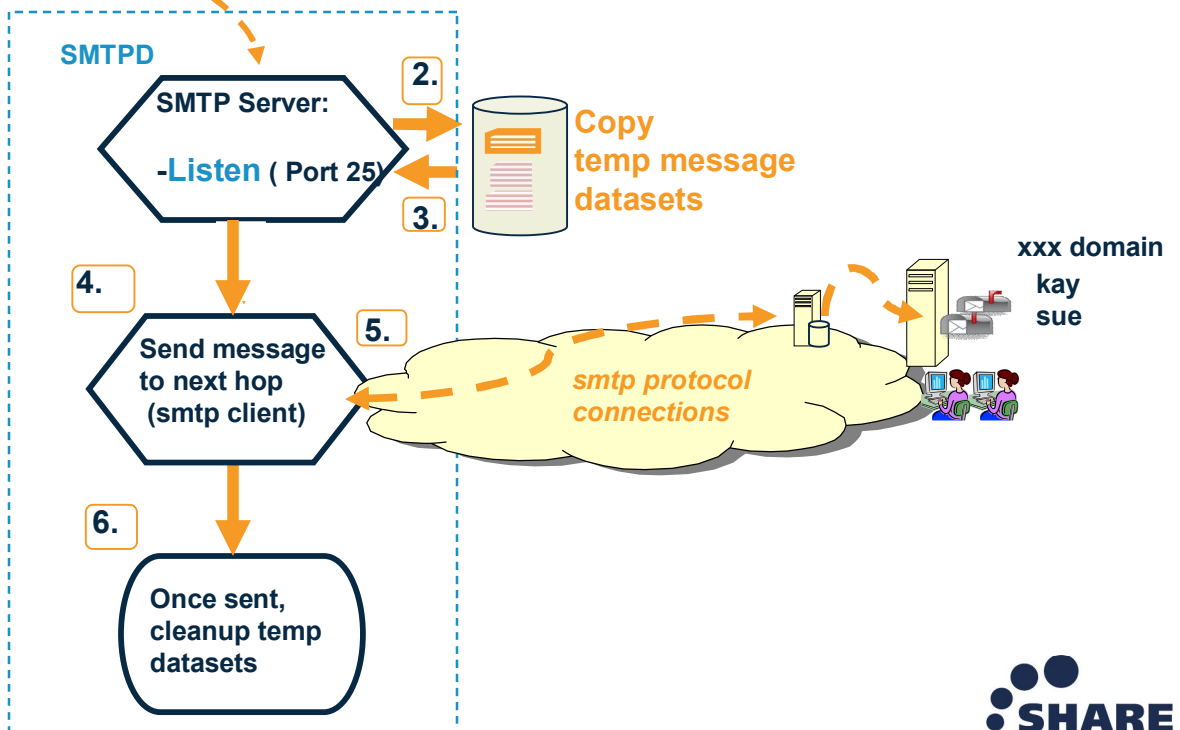 SMTPD
2.
SMTP Server:
-Listen ( Port 25)
3.
Copy
temp message
datasets
xxx domain
kay
sue
4.
5.
Send message
to next hop
(smtp client)
smtp protocol
connections
6.
Once sent,
cleanup temp
datasets
SHARE